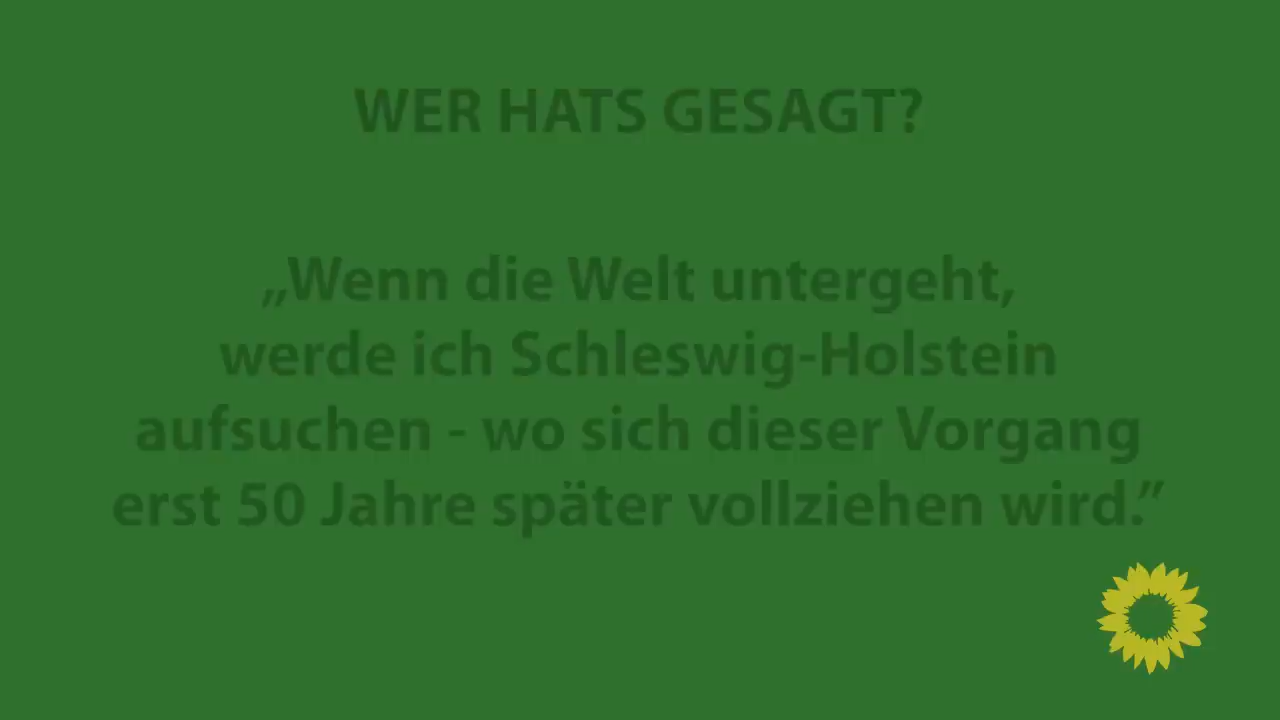 WER HATS GESAGT?
„Wenn die Welt untergeht,
werde ich Schleswig-Holstein
aufsuchen - wo sich dieser Vorgang
erst 50 Jahre später vollziehen wird.”